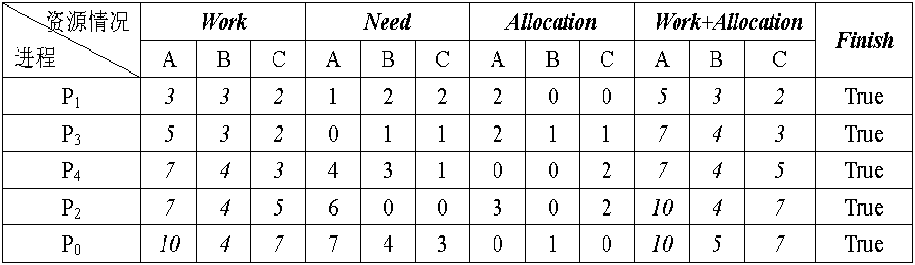 资源情况 Work Need Allocation Work+Allocation Finish
进程 A B C A B C A B C A B C
P1 3 3 2 1 2 2 2 0 0 5 3 2 True
P3 5 3 2 0 1 1 2 1 1 7 4 3 True
P4 7 4 3 4 3 1 0 0 2 7 4 5 True
P2 7 4 5 6 0 0 3 0 2 10 4 7 True
P0 10 4 7 7 4 3 0 1 0 10 5 7 True